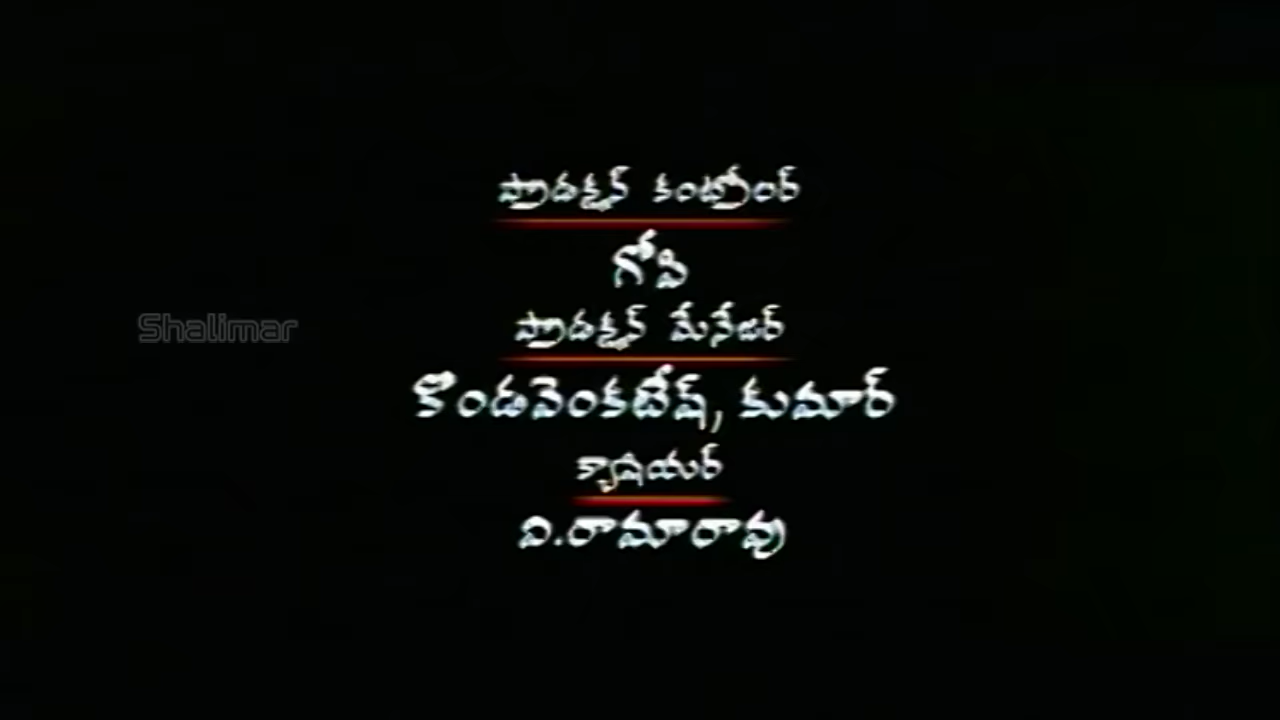 ప్రొడక్షన్ కంట్రోలర్
గోపి
ప్రొడక్షన్ మేనేజర్
Shalimar
కొండవెంకటేష్, కుమార్
క్యాషియర్
ఏ.రామారావు